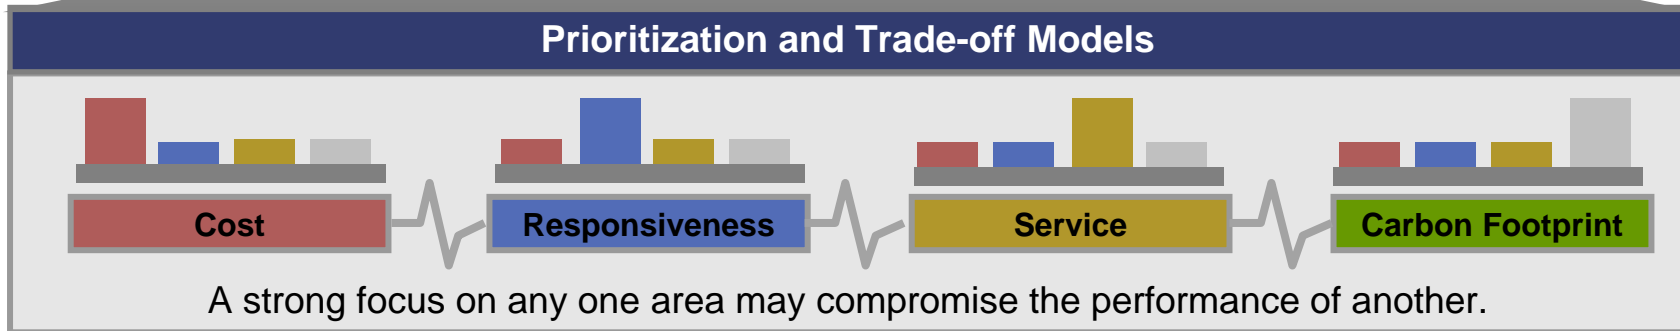 Prioritization and Trade-off Models
Cost
Responsiveness
Service
Carbon Footprint
A strong focus on any one area may compromise the performance of another.